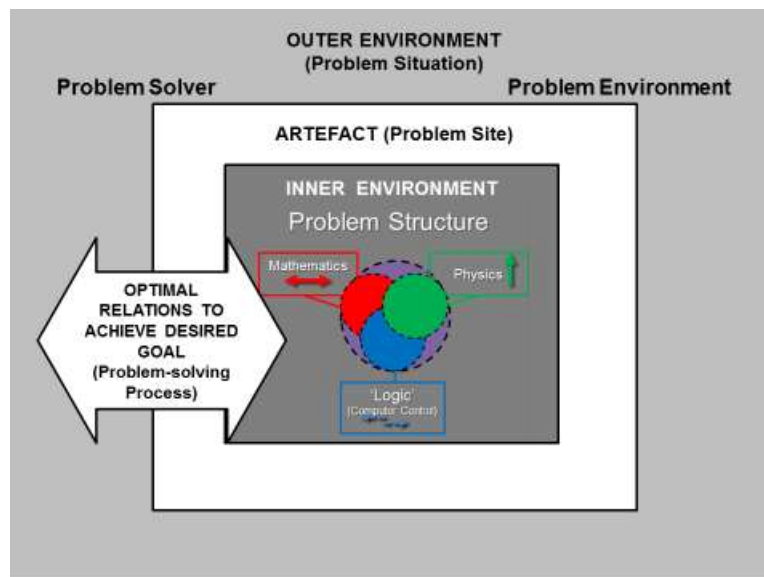 OUTER ENVIRONMENT
(Problem Situation)
Problem Solver
Problem Environment
ARTEFACT (Problem Site)
INNER ENVIRONMENT
Problem Structure
Mathematics
Physics
OPTIMAL
RELATIONS TO
ACHIEVE DESIRED
GOAL
(Problem-solving
Process)
'Logic'
(Computer Control)